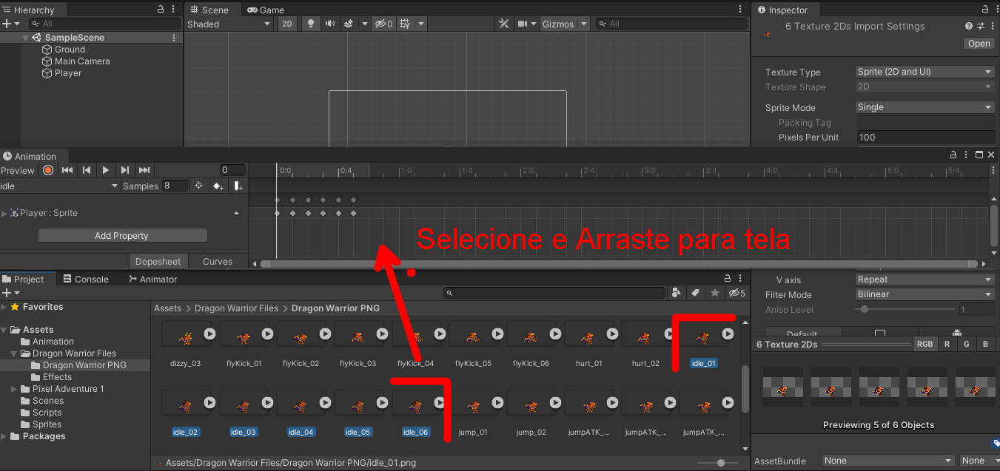 Hierarchy
All
SampleScene
Ground
Main Camera
Player
Scene
Game
Shaded
2D
0
Gizmos
All
Inspector
6 Texture 2Ds Import Settings
Open
Texture Type
Sprite (2D and UI)
Texture Shape
2D
Sprite Mode
Single
Packing Tag
Pixels Per Unit
100
Animation
Preview
0
0:0
0:4
1:0
1:4
2:0
2:4
3:0
3:4
4:0
4:4
5:0
5:4
idle
Samples
8
Player : Sprite
Add Property
Dopesheet
Curves
Selecione e Arraste para tela
V axis
Repeat
Filter Mode
Bilinear
Aniso Level
1
Default
Project
Console
Animator
5
Favorites
Assets
Animation
Dragon Warrior Files
Dragon Warrior PNG
Effects
Pixel Adventure 1
Scenes
Scripts
Sprites
Packages
Assets > Dragon Warrior Files > Dragon Warrior PNG
dizzy_03 flyKick_01 flyKick_02 flyKick_03 flyKick_04 flyKick_05 flyKick_06 hurt_01 hurt_02 idle_01
idle_02 idle_03 idle_04 idle_05 idle_06 jump_01 jump_02 jumpATK_... jumpATK_... jumpATK_...
Assets/Dragon Warrior Files/Dragon Warrior PNG/idle_01.png
6 Texture 2Ds
RGB R G B
Previewing 5 of 6 Objects
AssetBundle
None
None